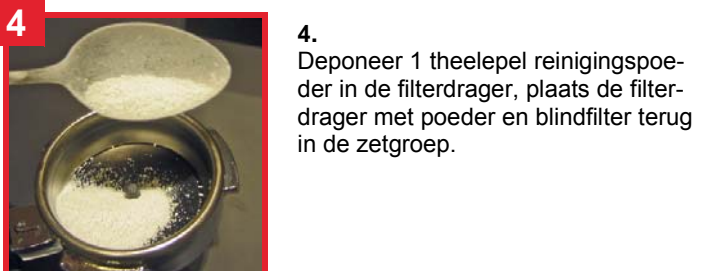 4
4.
Deponeer 1 theelepel reinigingspoe-
der in de filterdrager, plaats de filter-
drager met poeder en blindfilter terug
in de zetgroep.